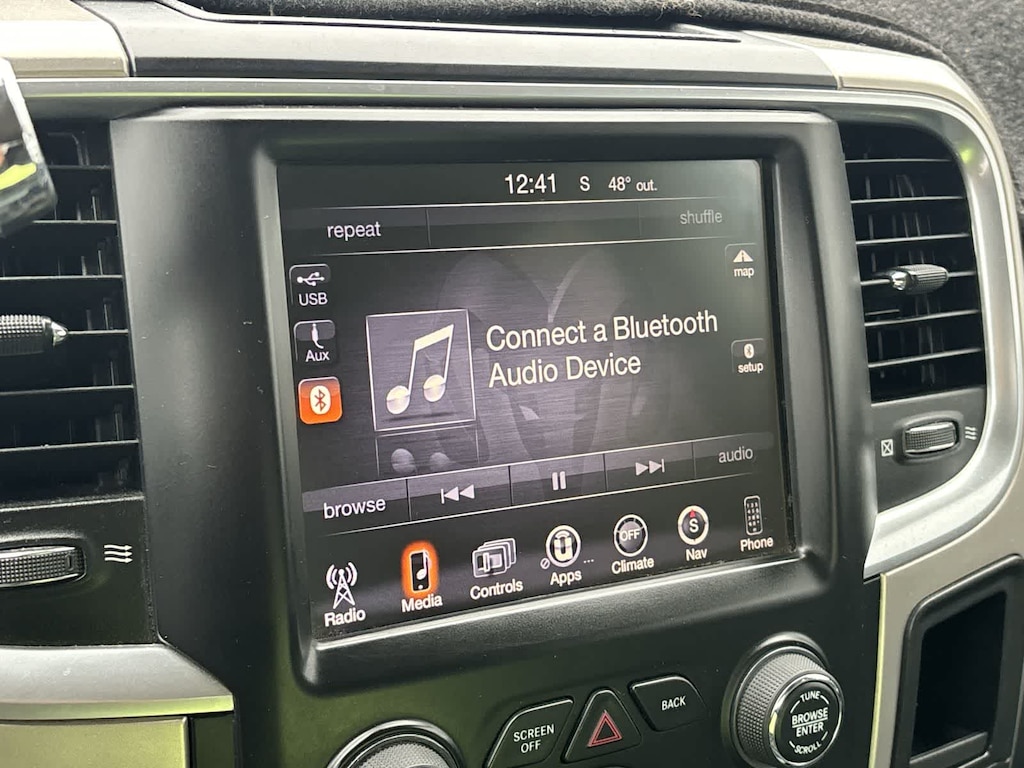 12:41 S 48° out.
repeat
shuffle
map
USB
Connect a Bluetooth
Audio Device
Aux
setup
browse
audio
Radio
Media
Controls
Apps
OFF
Climate
S
Nav
Phone
SCREEN
OFF
BACK
TUNE
BROWSE
ENTER
SCROLL